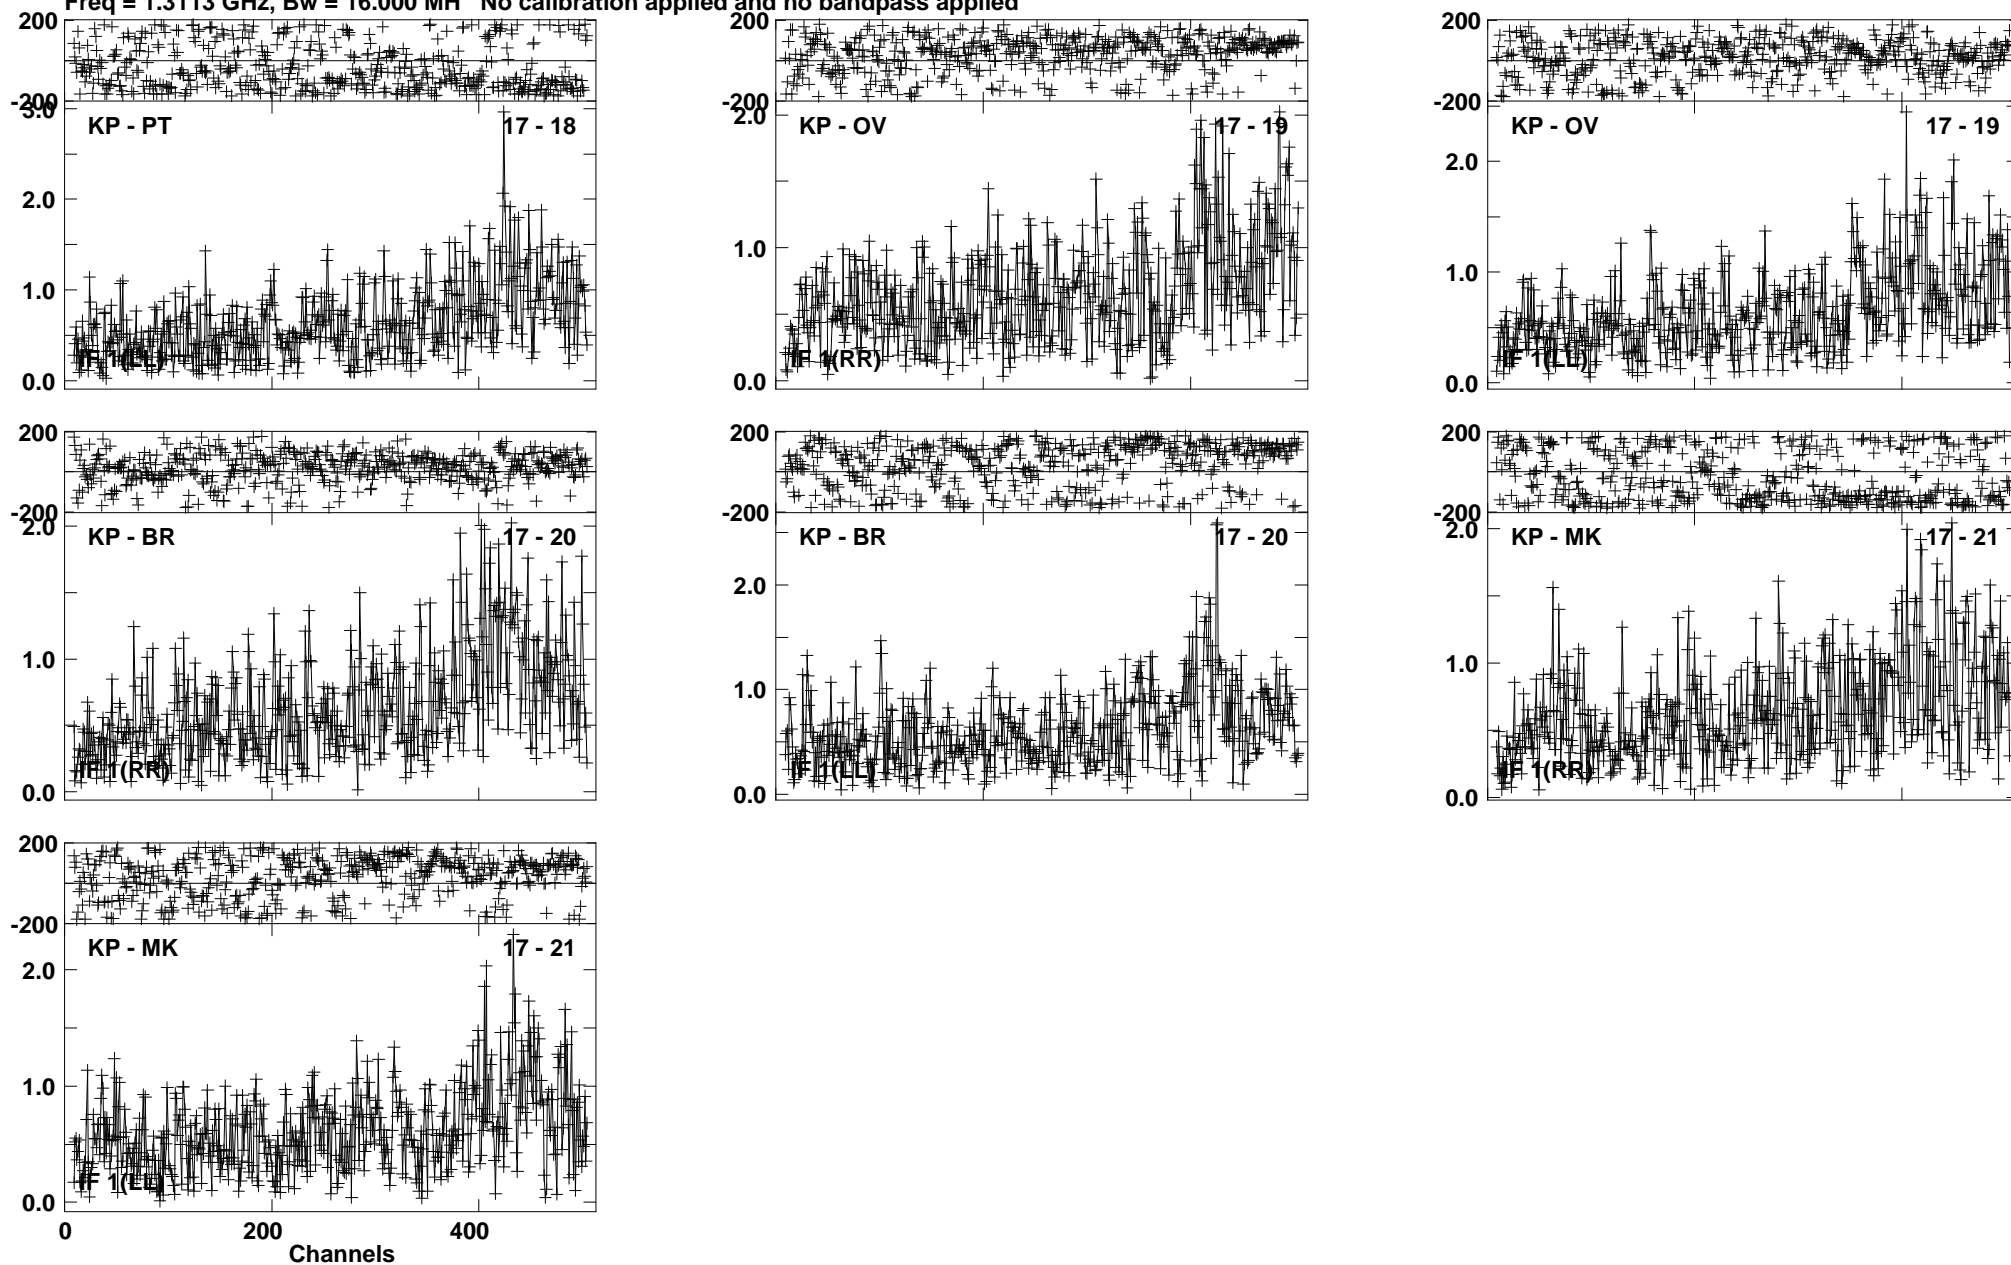 Freq = 1.3113 GHz, Bw = 16.000 MH No calibration applied and no bandpass applied
200
-200
3.0
2.0
1.0
0.0
KP - PT
17 - 18
IF 1(LL)
200
-200
2.0
1.0
0.0
KP - OV
17 - 19
IF 1(RR)
200
-200
2.0
1.0
0.0
KP - OV
17 - 19
IF 1(LL)
200
-200
2.0
1.0
0.0
KP - BR
17 - 20
IF 1(RR)
200
-200
2.0
1.0
0.0
KP - BR
17 - 20
IF 1(LL)
200
-200
2.0
1.0
0.0
KP - MK
17 - 21
IF 1(RR)
200
-200
2.0
1.0
0.0
KP - MK
17 - 21
IF 1(LL)
0 200 400
Channels